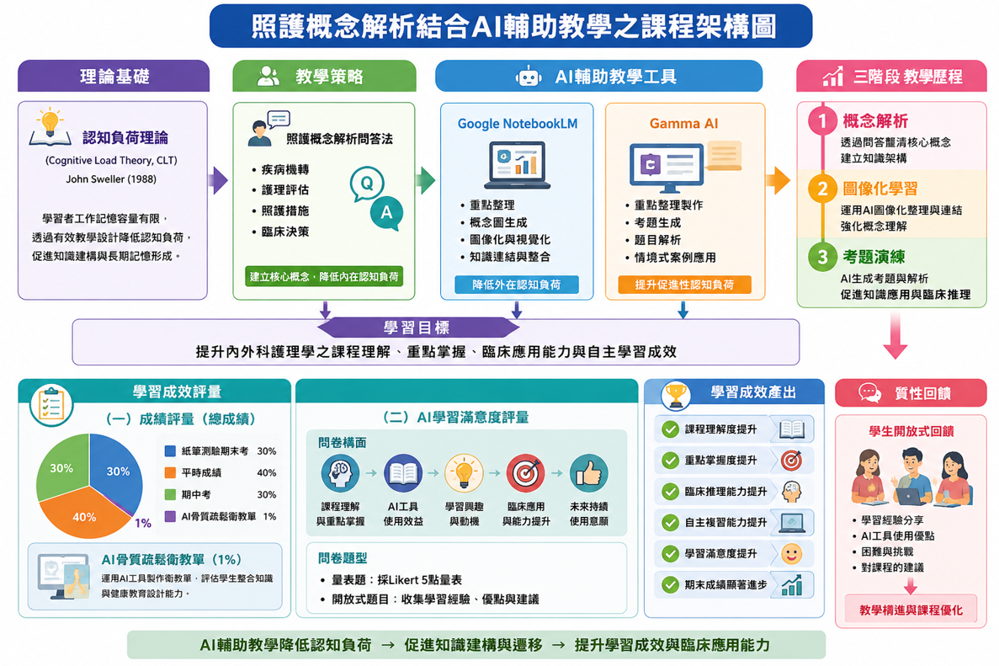 照護概念解析結合AI輔助教學之課程架構圖
理論基礎
認知負荷理論
(Cognitive Load Theory, CLT)
John Sweller (1988)
學習者工作記憶容量有限，
透過有效教學設計降低認知負荷，
促進知識建構與長期記憶形成。
教學策略
照護概念解析問答法
• 疾病機轉
• 護理評估
• 照護措施
• 臨床決策
Q
A
建立核心概念，降低內在認知負荷
AI輔助教學工具
Google NotebookLM
• 重點整理
• 概念圖生成
• 圖像化與視覺化
• 知識連結與整合
降低外在認知負荷
Gamma AI
• 重點整理製作
• 考題生成
• 題目解析
• 情境式案例應用
提升促進性認知負荷
三階段 教學歷程
1 概念解析
透過問答釐清核心概念
建立知識架構
2 圖像化學習
運用AI圖像化整理與連結
強化概念理解
3 考題演練
AI生成考題與解析
促進知識應用與臨床推理
學習目標
提升內外科護理學之課程理解、重點掌握、臨床應用能力與自主學習成效
學習成效評量
（一）成績評量（總成績）
30%
30%
40%
1%
紙筆測驗期末考 30%
平時成績 40%
期中考 30%
AI骨質疏鬆衛教單 1%
AI骨質疏鬆衛教單（1%）
運用AI工具製作衛教單，評估學生整合知識
與健康教育設計能力。
（二）AI學習滿意度評量
問卷構面
課程理解
與重點掌握
AI工具
使用效益
學習興趣
與動機
臨床應用
與能力提升
未來持續
使用意願
問卷題型
• 量表題：採Likert 5點量表
• 開放式題目：收集學習經驗、優點與建議
學習成效產出
課程理解度提升
重點掌握度提升
臨床推理能力提升
自主複習能力提升
學習滿意度提升
期末成績顯著進步
質性回饋
學生開放式回饋
• 學習經驗分享
• AI工具使用優點
• 困難與挑戰
• 對課程的建議
教學精進與課程優化
AI輔助教學降低認知負荷 → 促進知識建構與遷移 → 提升學習成效與臨床應用能力